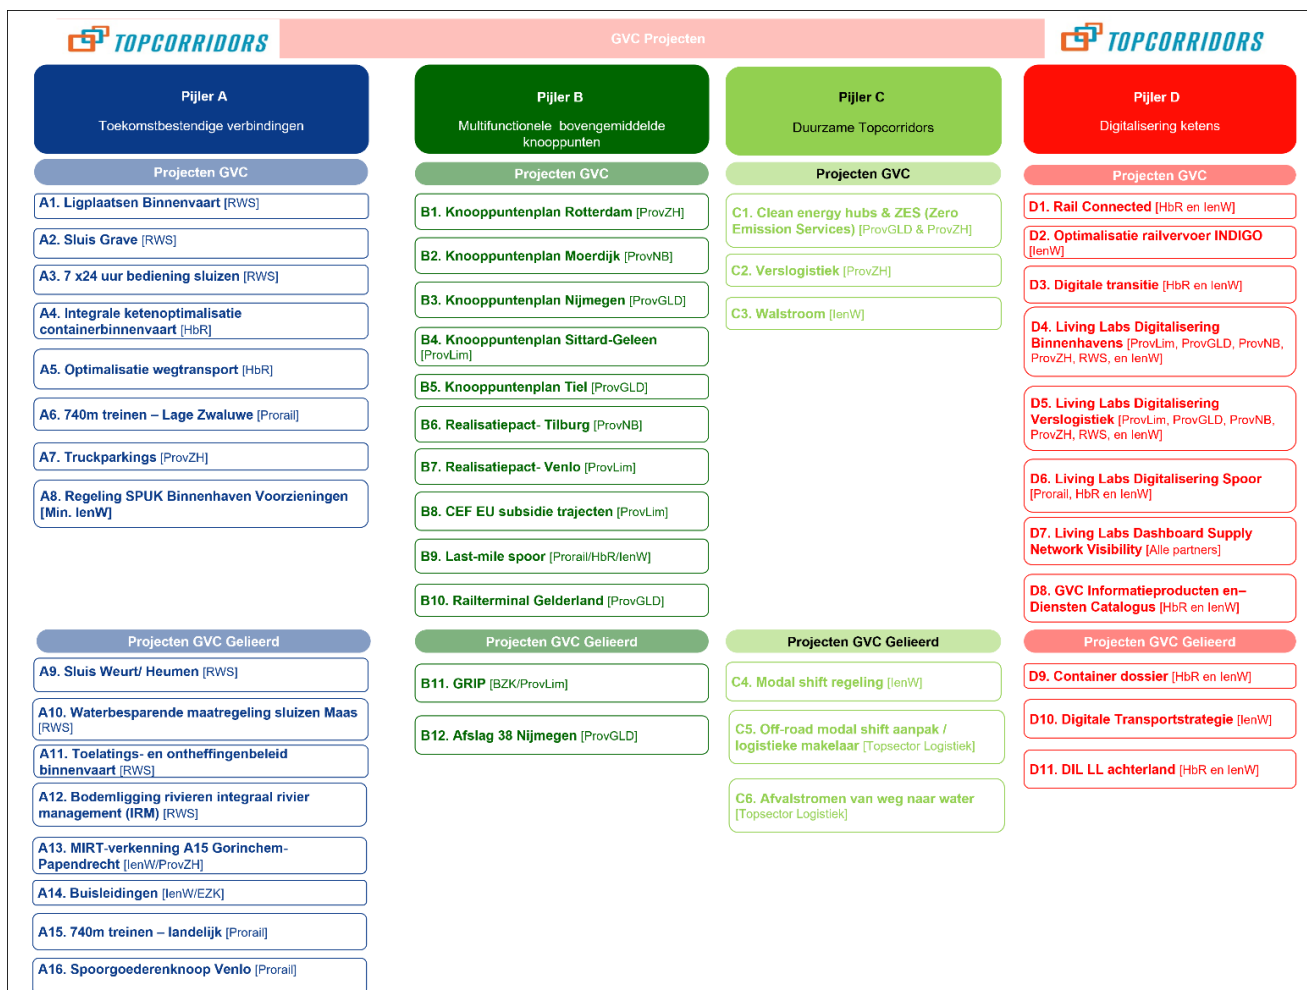 TOPCORRIDORS
GVC Projecten
TOPCORRIDORS
Pijler A
Toekomstbestendige verbindingen
Projecten GVC
A1. Ligplaatsen Binnenvaart [RWS]
A2. Sluis Grave [RWS]
A3. 7 x24 uur bediening sluizen [RWS]
A4. Integrale ketenoptimalisatie
containerbinnenvaart [HbR]
A5. Optimalisatie wegtransport [HbR]
A6. 740m treinen – Lage Zwaluwe [Prorail]
A7. Truckparkings [ProvZH]
A8. Regeling SPUK Binnenhaven Voorzieningen
[Min. IenW]
Projecten GVC Gelieerd
A9. Sluis Weurt/ Heumen [RWS]
A10. Waterbesparende maatregeling sluizen Maas
[RWS]
A11. Toelatings- en ontheffingenbeleid
binnenvaart [RWS]
A12. Bodemligging rivieren integraal rivier
management (IRM) [RWS]
A13. MIRT-verkenning A15 Gorinchem-
Papendrecht [IenW/ProvZH]
A14. Buisleidingen [IenW/EZK]
A15. 740m treinen – landelijk [Prorail]
A16. Spoorgoederenknoop Venlo [Prorail]
Pijler B
Multifunctionele bovengemiddelde
knooppunten
Projecten GVC
B1. Knooppuntenplan Rotterdam [ProvZH]
B2. Knooppuntenplan Moerdijk [ProvNB]
B3. Knooppuntenplan Nijmegen [ProvGLD]
B4. Knooppuntenplan Sittard-Geleen
[ProvLim]
B5. Knooppuntenplan Tiel [ProvGLD]
B6. Realisatiepact- Tilburg [ProvNB]
B7. Realisatiepact- Venlo [ProvLim]
B8. CEF EU subsidie trajecten [ProvLim]
B9. Last-mile spoor [Prorail/HbR/IenW]
B10. Railterminal Gelderland [ProvGLD]
Projecten GVC Gelieerd
B11. GRIP [BZK/ProvLim]
B12. Afslag 38 Nijmegen [ProvGLD]
Pijler C
Duurzame Topcorridors
Projecten GVC
C1. Clean energy hubs & ZES (Zero
Emission Services) [ProvGLD & ProvZH]
C2. Verslogistiek [ProvZH]
C3. Walstroom [IenW]
Projecten GVC Gelieerd
C4. Modal shift regeling [IenW]
C5. Off-road modal shift aanpak /
logistieke makelaar [Topsector Logistiek]
C6. Afvalstromen van weg naar water
[Topsector Logistiek]
Pijler D
Digitalisering ketens
Projecten GVC
D1. Rail Connected [HbR en IenW]
D2. Optimalisatie railvervoer INDIGO
[IenW]
D3. Digitale transitie [HbR en IenW]
D4. Living Labs Digitalisering
Binnenhavens [ProvLim, ProvGLD, ProvNB,
ProvZH, RWS, en IenW]
D5. Living Labs Digitalisering
Verslogistiek [ProvLim, ProvGLD, ProvNB,
ProvZH, RWS, en IenW]
D6. Living Labs Digitalisering Spoor
[Prorail, HbR en IenW]
D7. Living Labs Dashboard Supply
Network Visibility [Alle partners]
D8. GVC Informatieproducten en–
Diensten Catalogus [HbR en IenW]
Projecten GVC Gelieerd
D9. Container dossier [HbR en IenW]
D10. Digitale Transportstrategie [IenW]
D11. DIL LL achterland [HbR en IenW]